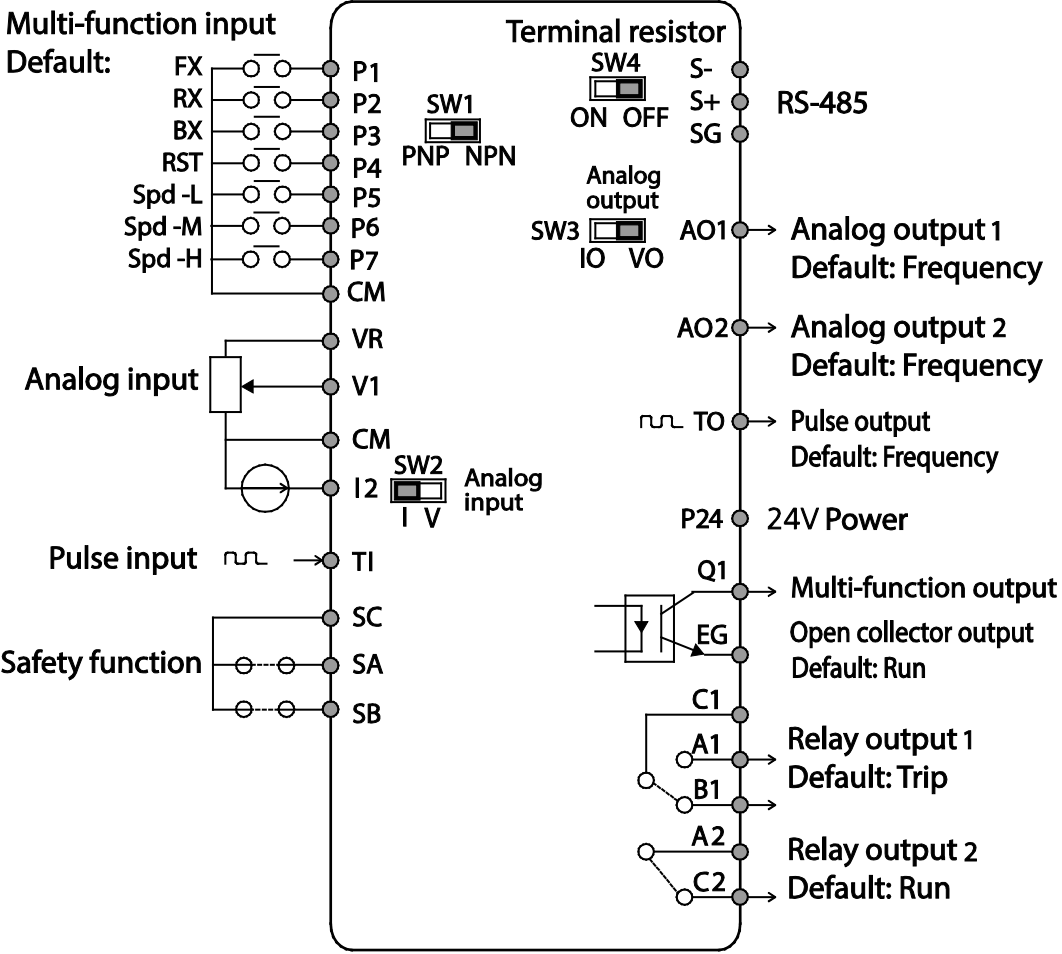 Multi-function input
Default:
FX
P1
RX
P2
BX
P3
RST
P4
Spd -L
P5
Spd -M
P6
Spd -H
P7
CM
SW1
PNP NPN
Terminal resistor
SW4
ON OFF
S-
S+
SG
RS-485
Analog
output
SW3
IO VO
AO1
Analog output 1
Default: Frequency
AO2
Analog output 2
Default: Frequency
TO
Pulse output
Default: Frequency
Analog input
VR
V1
CM
I2
SW2
I V
Analog
input
P24
24V Power
Pulse input
TI
Q1
EG
Multi-function output
Open collector output
Default: Run
Safety function
SC
SA
SB
C1
A1
B1
Relay output 1
Default: Trip
A2
C2
Relay output 2
Default: Run